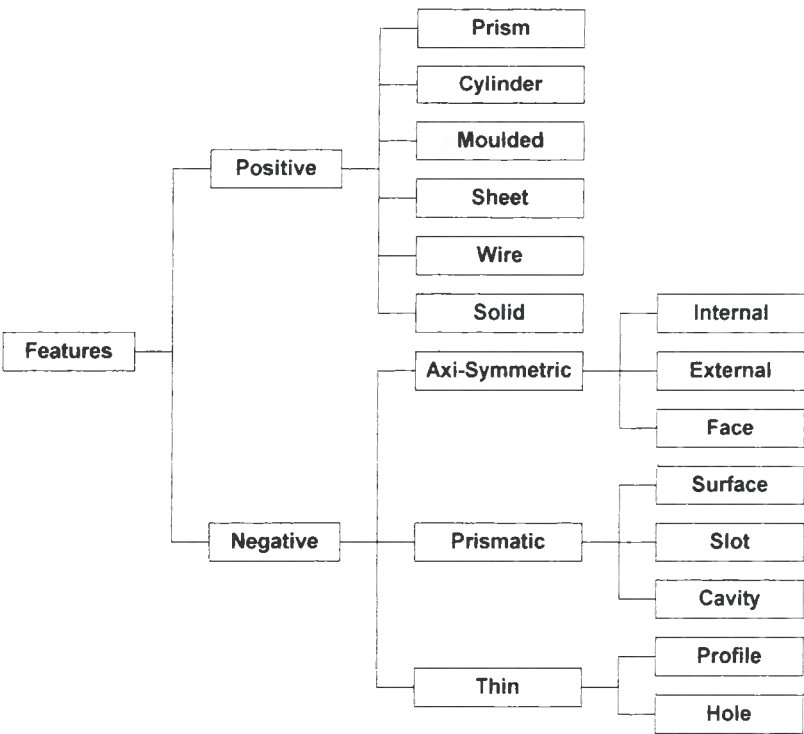 Prism
Cylinder
Moulded
Positive
Sheet
Wire
Solid
Internal
Features
Axi-Symmetric
External
Face
Surface
Negative
Prismatic
Slot
Cavity
Profile
Thin
Hole